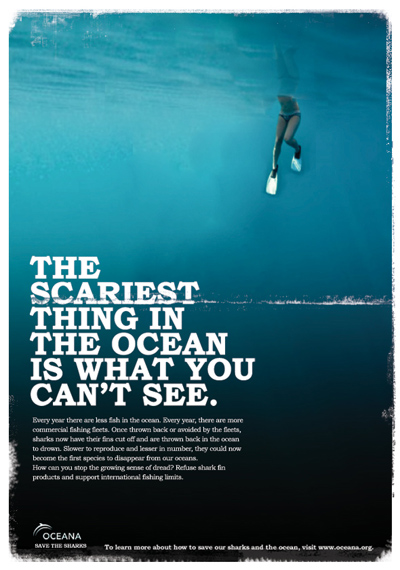 THE
SCARIEST
THING IN
THE OCEAN
IS WHAT YOU
CAN'T SEE.
Every year there are less fish in the ocean. Every year, there are more
commercial fishing fleets. Once thrown back or avoided by the fleets,
sharks now have their fins cut off and are thrown back in the ocean
to drown. Slower to reproduce and lesser in number, they could now
become the first species to disappear from our oceans.
How can you stop the growing sense of dread? Refuse shark fin
products and support international fishing limits.
OCEANA
SAVE THE SHARKS
To learn more about how to save our sharks and the ocean, visit www.oceana.org.